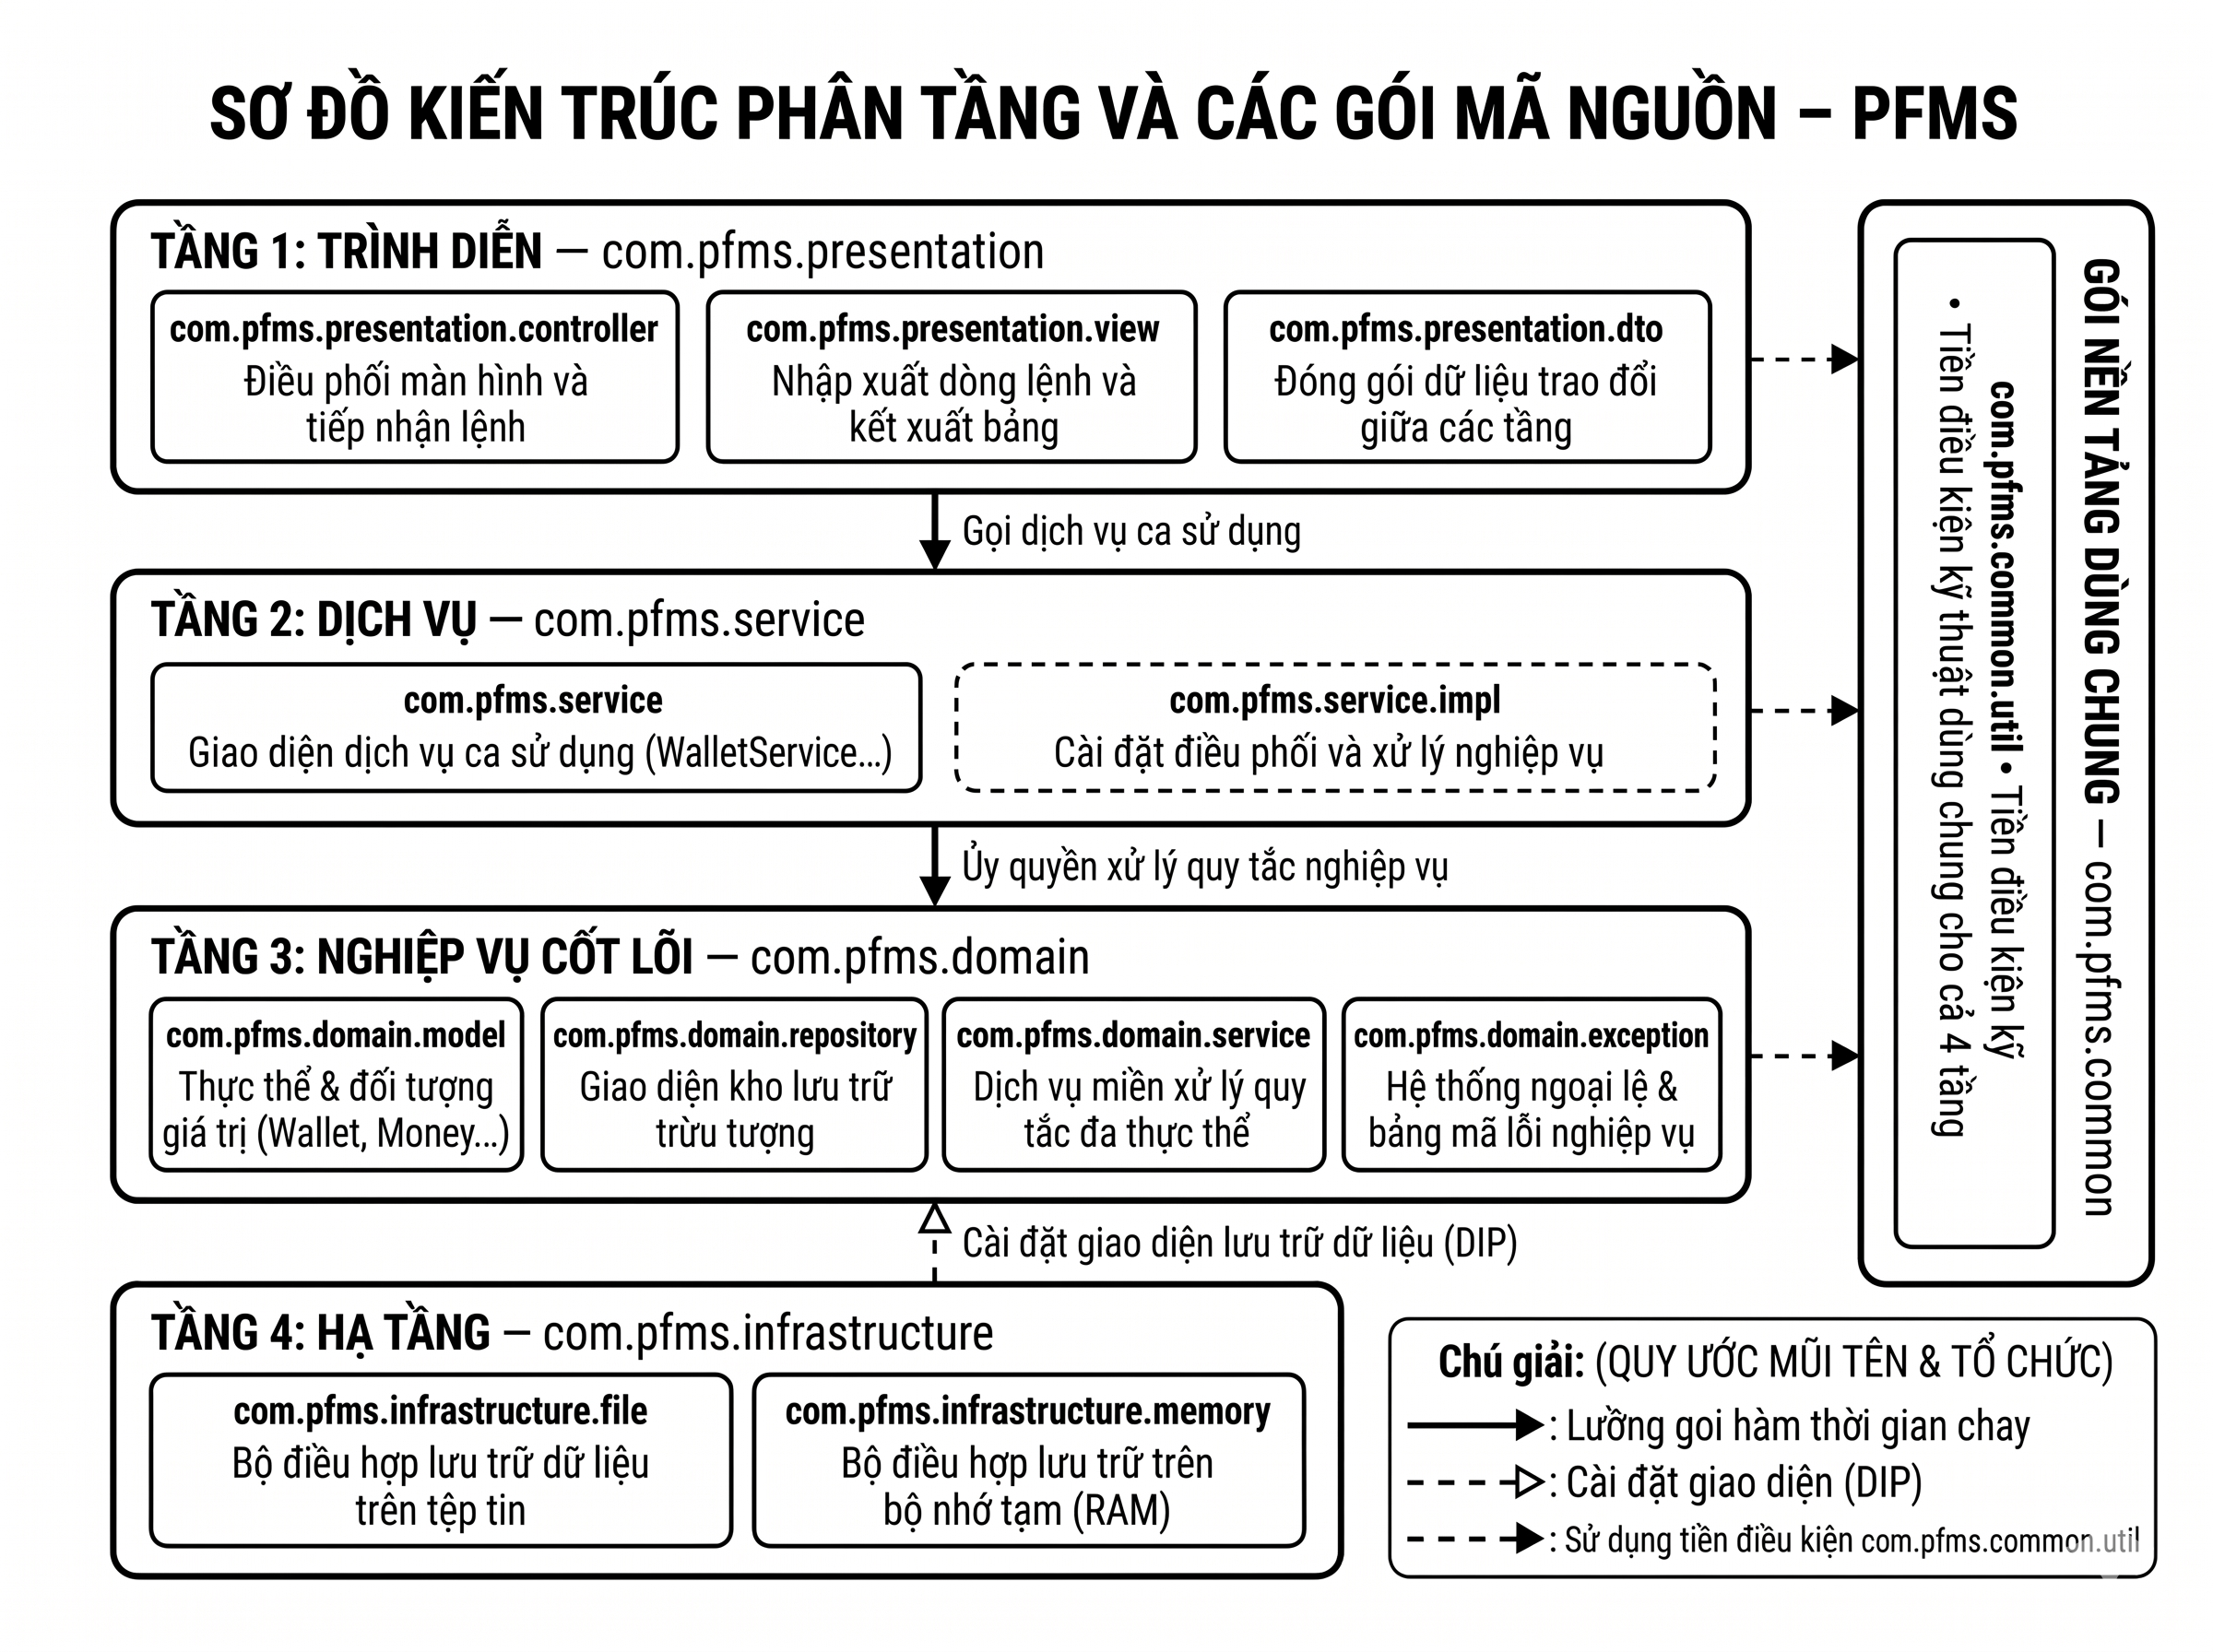 SƠ ĐỒ KIẾN TRÚC PHÂN TẦNG VÀ CÁC GÓI MÃ NGUỒN – PFMS
TẦNG 1: TRÌNH DIỄN — com.pfms.presentation
com.pfms.presentation.controller
Điều phối màn hình và
tiếp nhận lệnh
com.pfms.presentation.view
Nhập xuất dòng lệnh và
kết xuất bảng
com.pfms.presentation.dto
Đóng gói dữ liệu trao đổi
giữa các tầng
Gọi dịch vụ ca sử dụng
TẦNG 2: DỊCH VỤ — com.pfms.service
com.pfms.service
Giao diện dịch vụ ca sử dụng (WalletService...)
com.pfms.service.impl
Cài đặt điều phối và xử lý nghiệp vụ
Ủy quyền xử lý quy tắc nghiệp vụ
TẦNG 3: NGHIỆP VỤ CỐT LÕI — com.pfms.domain
com.pfms.domain.model
Thực thể & đối tượng
giá trị (Wallet, Money...)
com.pfms.domain.repository
Giao diện kho lưu trữ
trừu tượng
com.pfms.domain.service
Dịch vụ miền xử lý quy
tắc đa thực thể
com.pfms.domain.exception
Hệ thống ngoại lệ &
bảng mã lỗi nghiệp vụ
Cài đặt giao diện lưu trữ dữ liệu (DIP)
TẦNG 4: HẠ TẦNG — com.pfms.infrastructure
com.pfms.infrastructure.file
Bộ điều hợp lưu trữ dữ liệu
trên tệp tin
com.pfms.infrastructure.memory
Bộ điều hợp lưu trữ trên
bộ nhớ tạm (RAM)
GÓI NỀN TẢNG DÙNG CHUNG — com.pfms.common
com.pfms.common.util • Tiền điều kiện kỹ
• Tiền điều kiện kỹ thuật dùng chung cho cả 4 tầng
Chú giải: (QUY ƯỚC MŨI TÊN & TỔ CHỨC)
: Lưỡng goi hàm thời gian chay
: Cài đặt giao diện (DIP)
: Sử dụng tiền điều kiện com.pfms.common.util